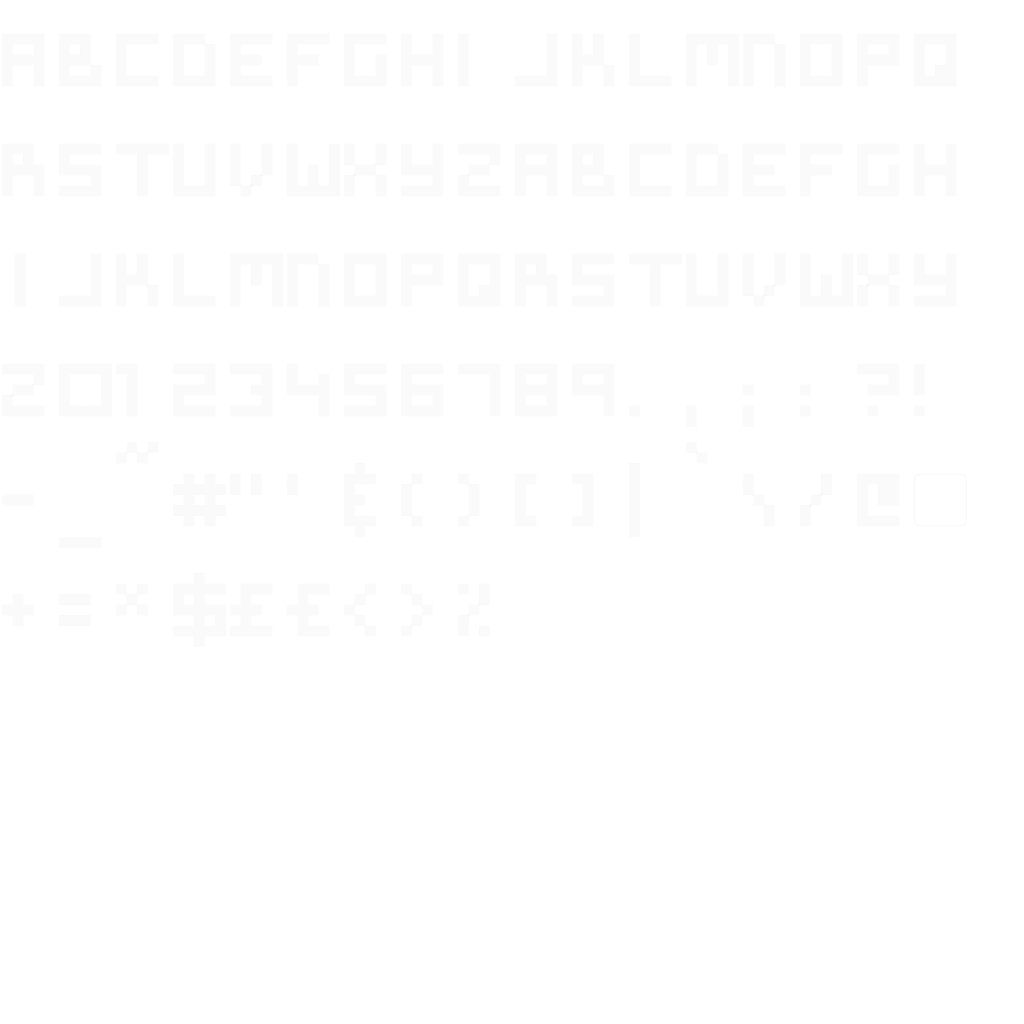 ABCDEFGHIJKLMNOPQ
RSTUVWXYZABCDEFGH
IJKLMNOPQRSTUVWXY
Z0123456789.,;:?!
-_~#"'&()[]|`\/@
+=*$££<>%